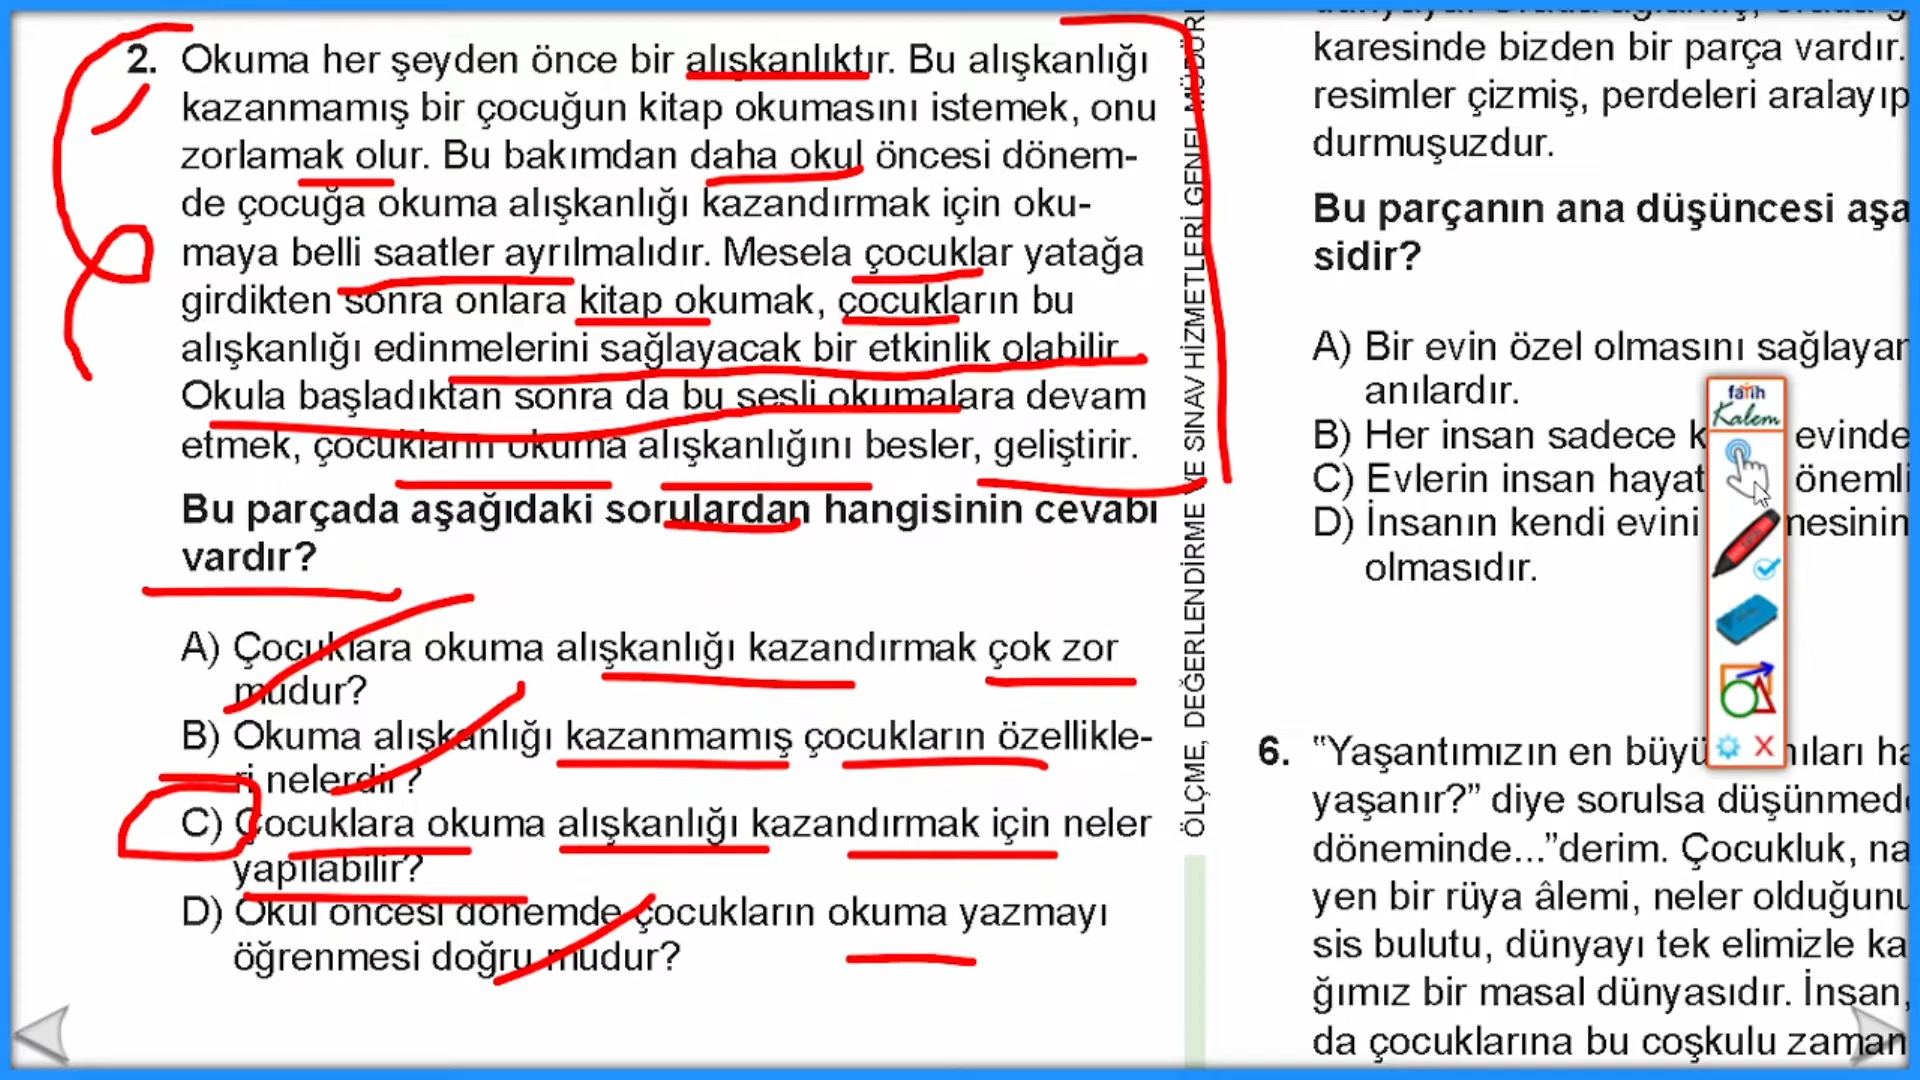 2. Okuma her şeyden önce bir alışkanlıktır. Bu alışkanlığı
kazanmamış bir çocuğun kitap okumasını istemek, onu
zorlamak olur. Bu bakımdan daha okul öncesi dönem-
de çocuğa okuma alışkanlığı kazandırmak için oku-
maya belli saatler ayrılmalıdır. Mesela çocuklar yatağa
girdikten sonra onlara kitap okumak, çocukların bu
alışkanlığı edinmelerini sağlayacak bir etkinlik olabilir.
Okula başladıktan sonra da bu sesli okumalara devam
etmek, çocukların okuma alışkanlığını besler, geliştirir.
Bu parçada aşağıdaki sorulardan hangisinin cevabı
vardır?
A) Çocuklara okuma alışkanlığı kazandırmak çok zor
mudur?
B) Okuma alışkanlığı kazanmamış çocukların özellikle-
ri nelerdir?
C) Çocuklara okuma alışkanlığı kazandırmak için neler
yapılabilir?
D) Okul öncesi dönemde çocukların okuma yazmayı
öğrenmesi doğru mudur?
ÖLÇME, DEĞERLENDİRME VE SINAV HİZMETLERİ GENEL MÜDÜR
karesinde bizden bir parça vardır.
resimler çizmiş, perdeleri aralayıp
durmuşuzdur.
Bu parçanın ana düşüncesi aşa
sidir?
A) Bir evin özel olmasını sağlayan
anılardır.
B) Her insan sadece k evinde
C) Evlerin insan hayat önemli
D) İnsanın kendi evini mesinin
olmasıdır.
fatih
Kalem
6. "Yaşantımızın en büyü nıları ha
yaşanır?" diye sorulsa düşünmed
döneminde..."derim. Çocukluk, na
yen bir rüya âlemi, neler olduğunu
sis bulutu, dünyayı tek elimizle ka
ğımız bir masal dünyasıdır. İnsan,
da çocuklarına bu coşkulu zaman